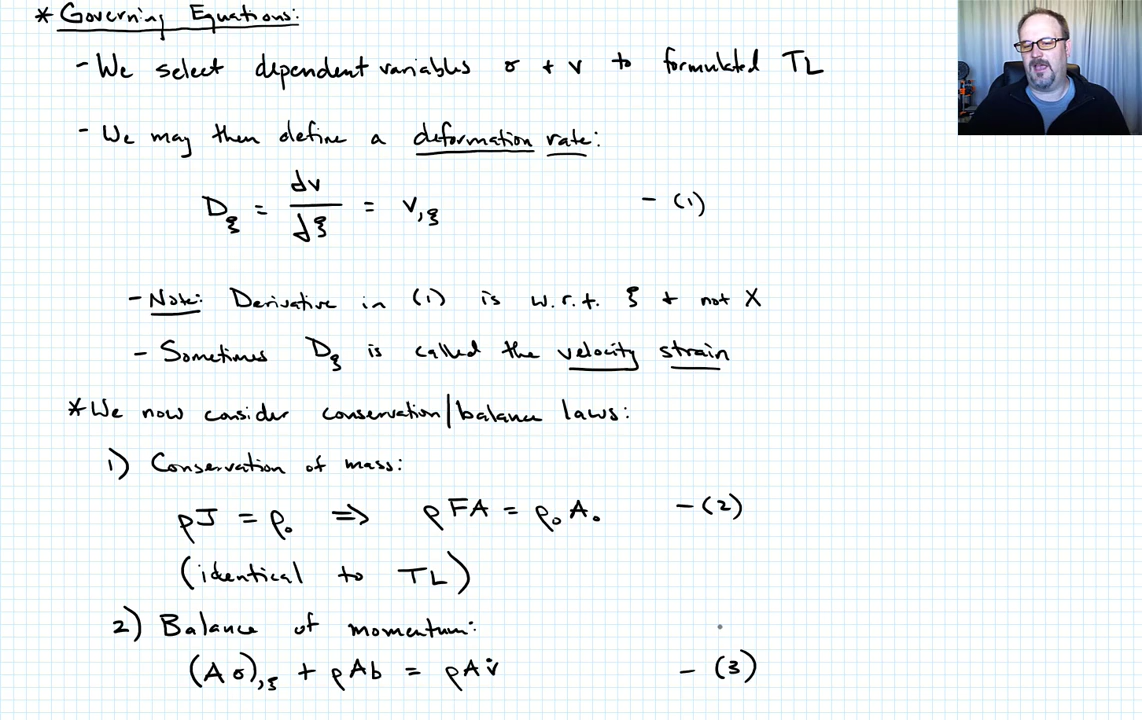 * Governing Equations:
- We select dependent variables σ + v to formulated TL
- We may then define a deformation rate:
D_ξ = dv/dξ = v,ξ - (1)
- Note: Derivative in (1) is w.r.t. ξ + not X
- Sometimes D_ξ is called the velocity strain
* We now consider conservation/balance laws:
1) Conservation of mass:
ρJ = ρ₀ ⇒ ρFA = ρ₀A₀ - (2)
(identical to TL)
2) Balance of momentum:
(Aσ),ξ + ρAb = ρAv̇ - (3)